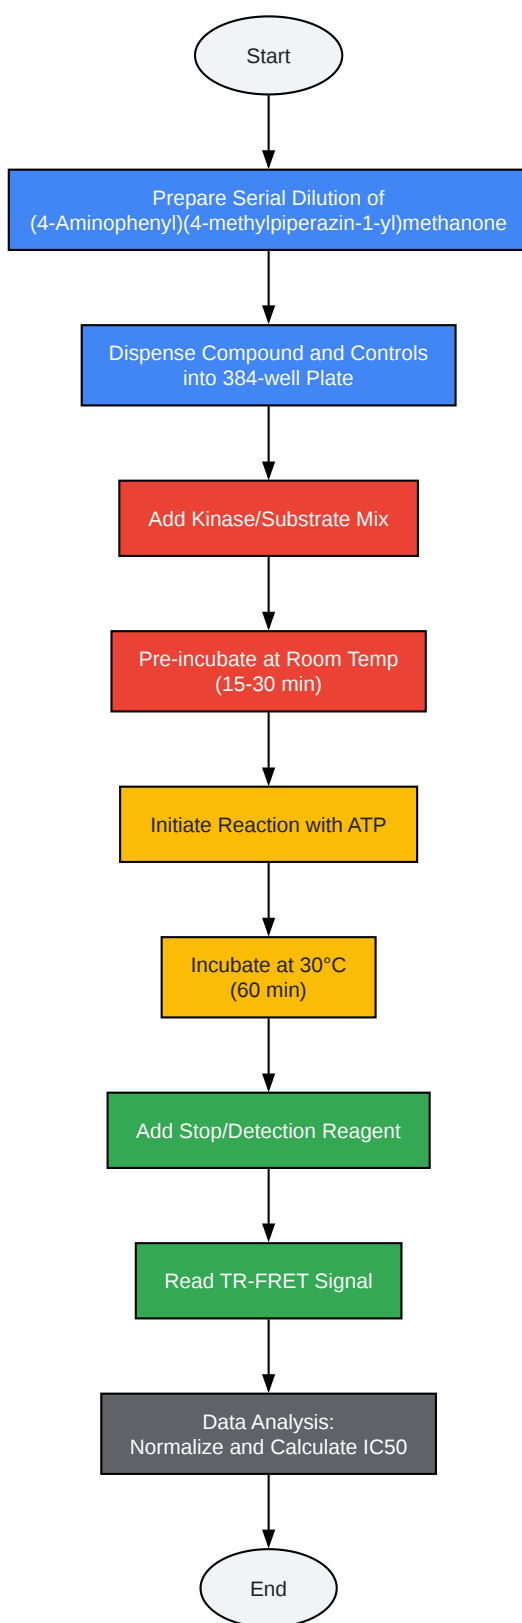 Start
Prepare Serial Dilution of
(4-Aminophenyl)(4-methylpiperazin-1-yl)methanone
Dispense Compound and Controls
into 384-well Plate
Add Kinase/Substrate Mix
Pre-incubate at Room Temp
(15-30 min)
Initiate Reaction with ATP
Incubate at 30°C
(60 min)
Add Stop/Detection Reagent
Read TR-FRET Signal
Data Analysis:
Normalize and Calculate IC50
End